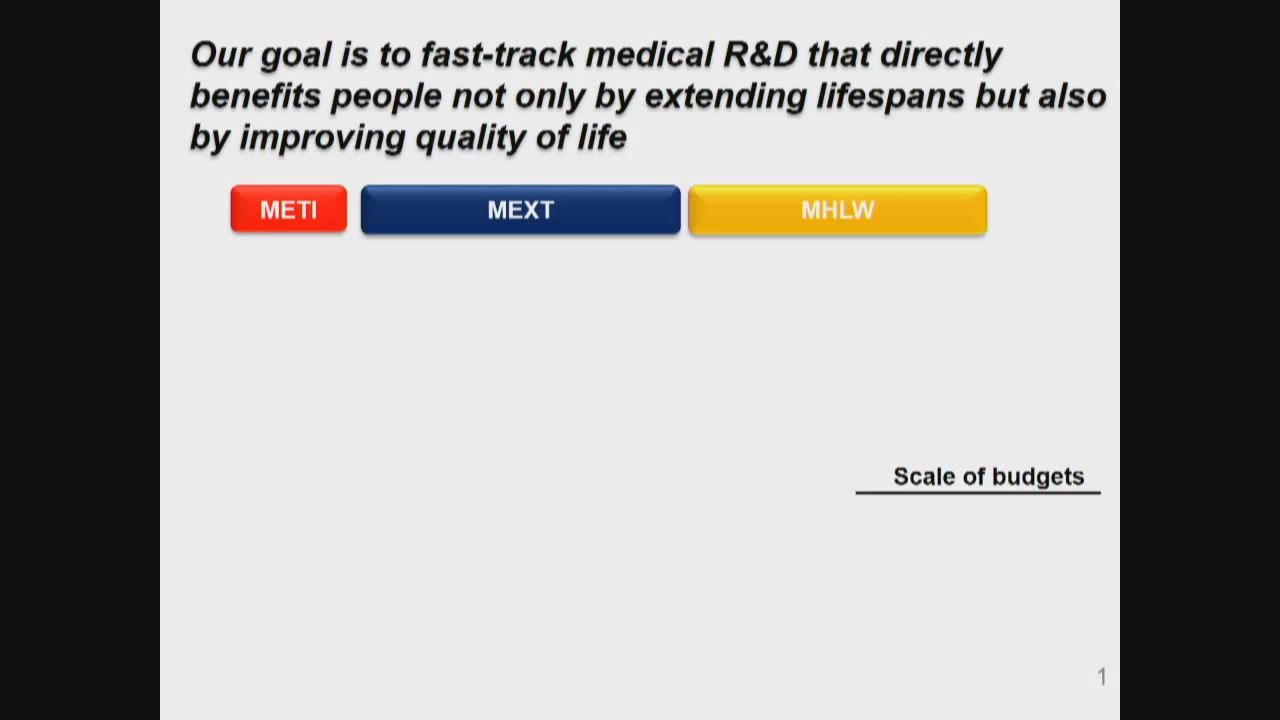 Our goal is to fast-track medical R&D that directly
benefits people not only by extending lifespans but also
by improving quality of life
METI
MEXT
MHLW
Scale of budgets
1